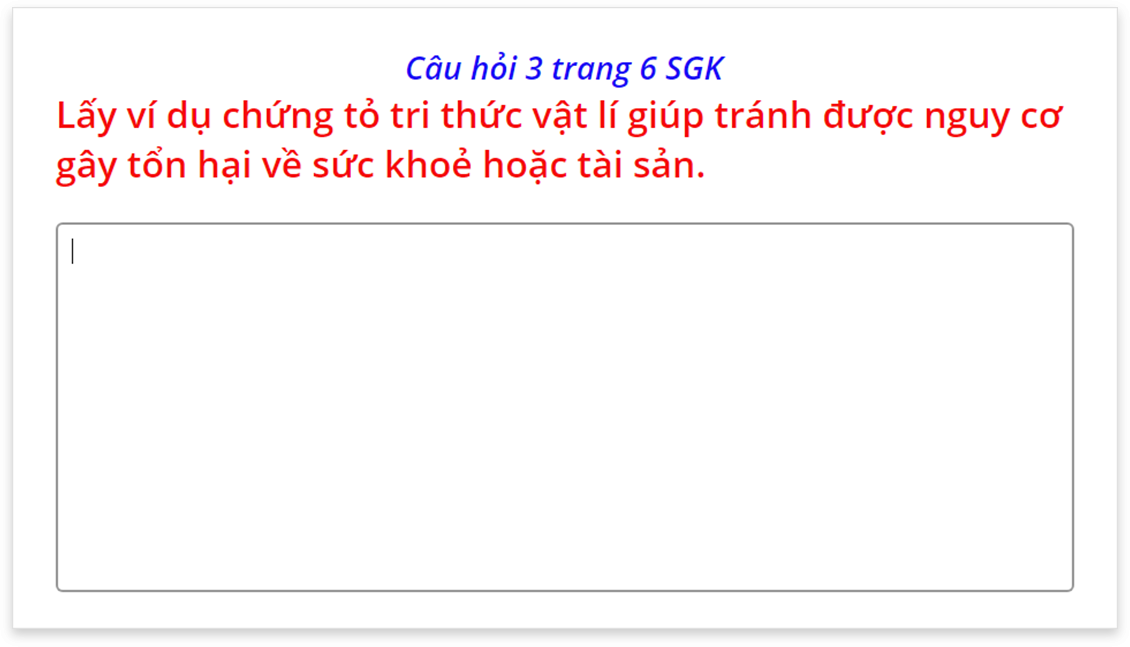 Câu hỏi 3 trang 6 SGK
Lấy ví dụ chứng tỏ tri thức vật lí giúp tránh được nguy cơ
gây tổn hại về sức khoẻ hoặc tài sản.